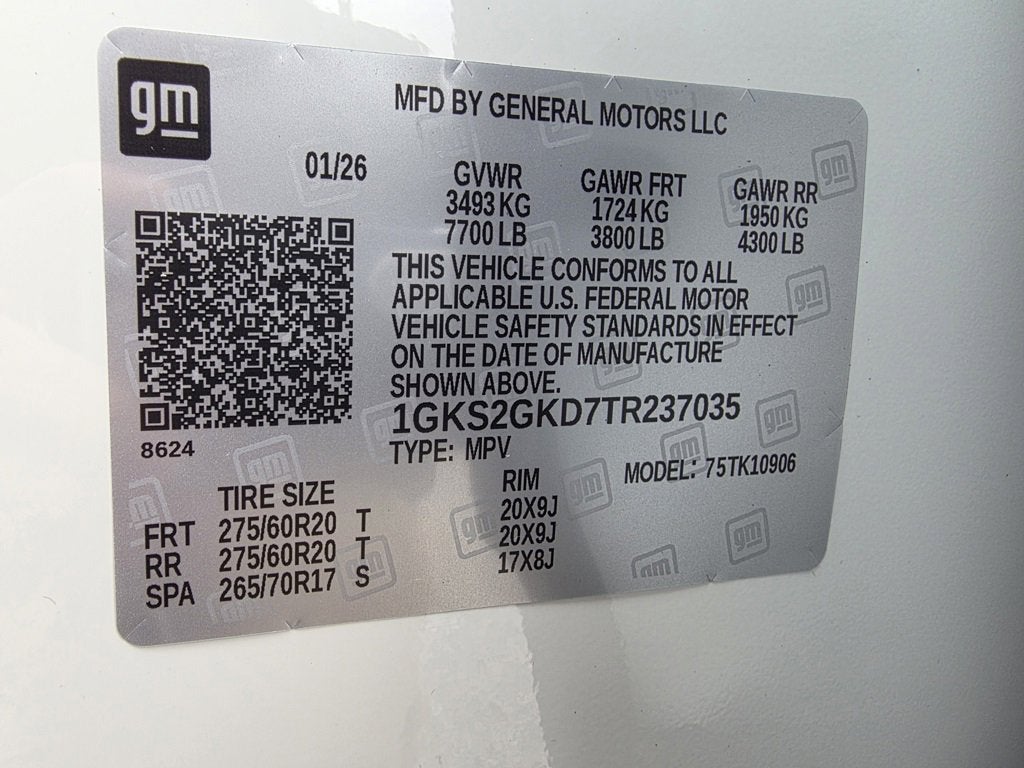 gm
MFD BY GENERAL MOTORS LLC
01/26
GVWR GAWR FRT GAWR RR
3493 KG 1724 KG 1950 KG
7700 LB 3800 LB 4300 LB
THIS VEHICLE CONFORMS TO ALL
APPLICABLE U.S. FEDERAL MOTOR
VEHICLE SAFETY STANDARDS IN EFFECT
ON THE DATE OF MANUFACTURE
SHOWN ABOVE.
1GKS2GKD7TR237035
8624
TYPE: MPV MODEL: 75TK10906
TIRE SIZE RIM
FRT 275/60R20 T 20X9J
RR 275/60R20 T 20X9J
SPA 265/70R17 S 17X8J